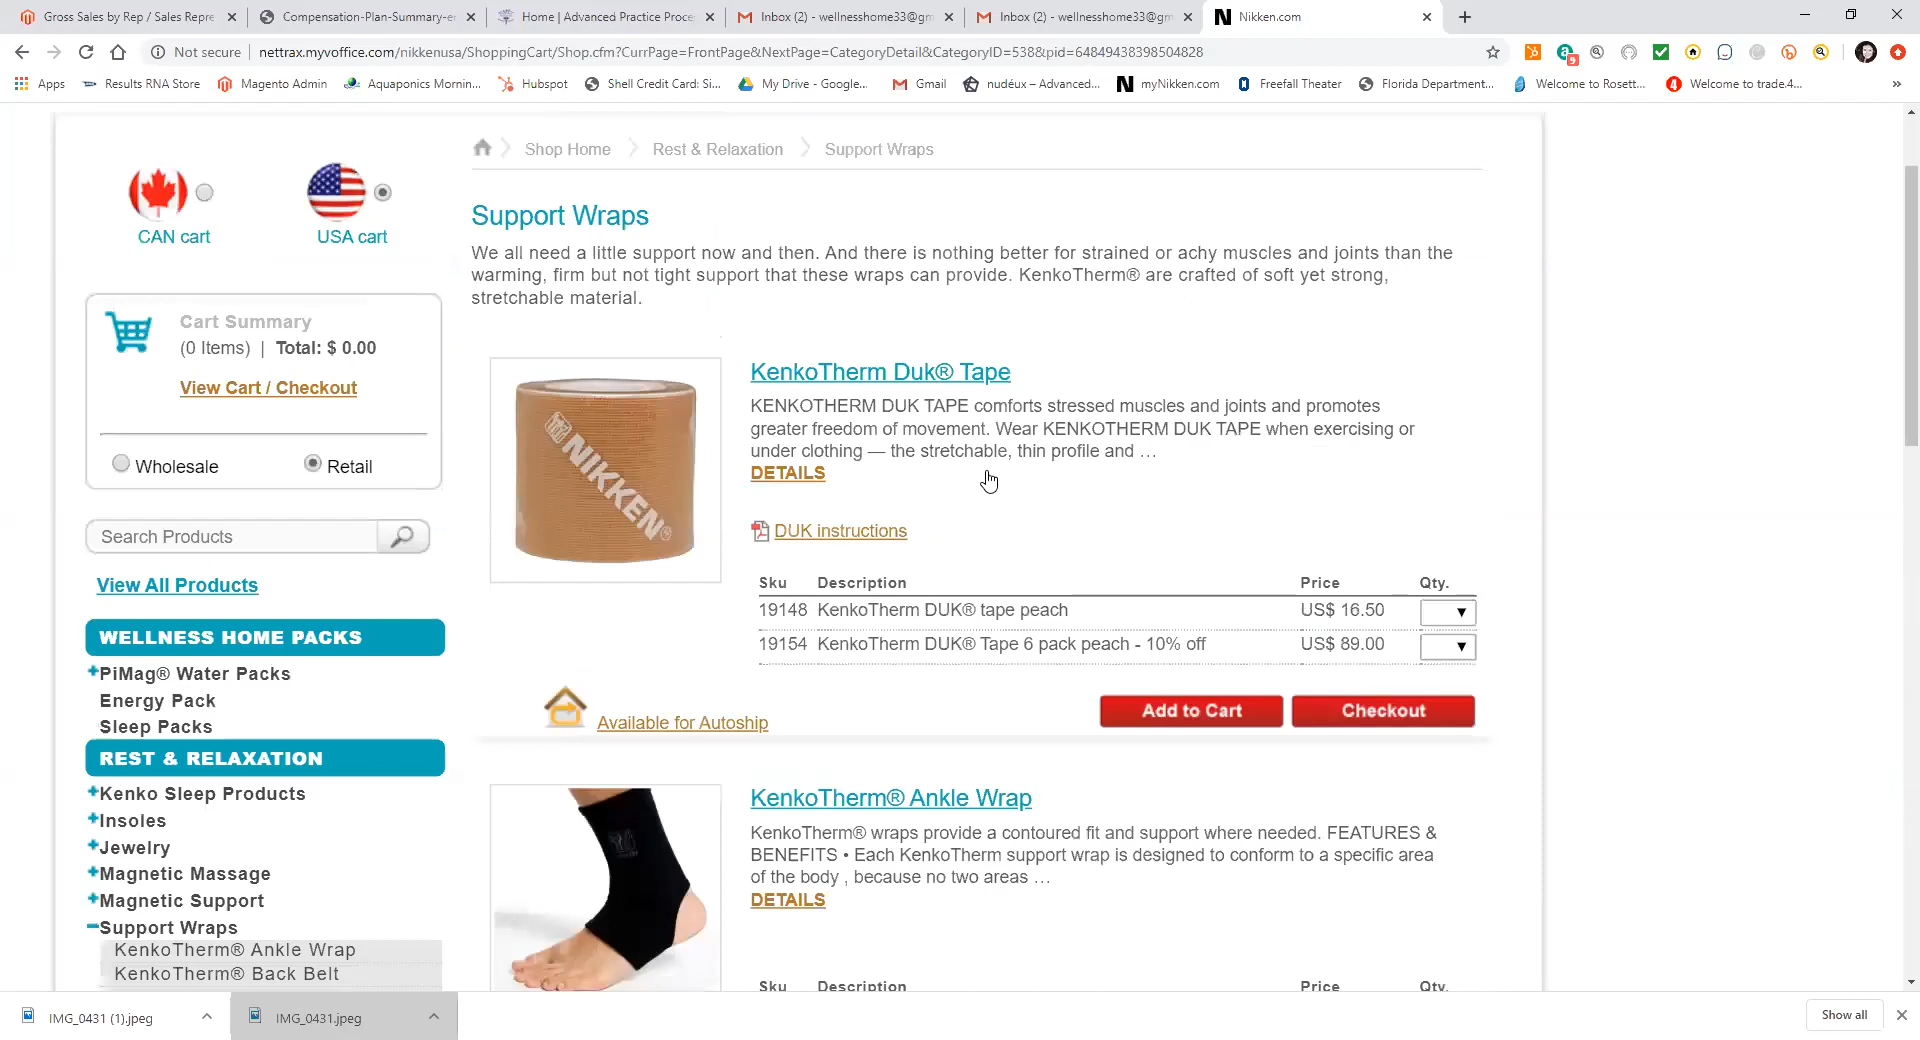 Gross Sales by Rep / Sales Repre
Compensation-Plan-Summary-er
Home | Advanced Practice Proce
Inbox (2) - wellnesshome33@gm
Inbox (2) - wellnesshome33@gm
Nikken.com
Not secure | nettrax.myvoffice.com/nikkenusa/ShoppingCart/Shop.cfm?CurrPage=FrontPage&NextPage=CategoryDetail&CategoryID=538&pid=64849438398504828
Apps
Results RNA Store
Magento Admin
Aquaponics Mornin...
Hubspot
Shell Credit Card: Si...
My Drive - Google...
Gmail
nudéux – Advanced...
myNikken.com
Freefall Theater
Florida Department...
Welcome to Rosett...
Welcome to trade.4...
Shop Home
Rest & Relaxation
Support Wraps
CAN cart
USA cart
Cart Summary
(0 Items) | Total: $ 0.00
View Cart / Checkout
Wholesale
Retail
Search Products
View All Products
WELLNESS HOME PACKS
PiMag® Water Packs
Energy Pack
Sleep Packs
REST & RELAXATION
Kenko Sleep Products
Insoles
Jewelry
Magnetic Massage
Magnetic Support
Support Wraps
KenkoTherm® Ankle Wrap
KenkoTherm® Back Belt
Support Wraps
We all need a little support now and then. And there is nothing better for strained or achy muscles and joints than the
warming, firm but not tight support that these wraps can provide. KenkoTherm® are crafted of soft yet strong,
stretchable material.
NIKKEN®
KenkoTherm Duk® Tape
KENKOTHERM DUK TAPE comforts stressed muscles and joints and promotes
greater freedom of movement. Wear KENKOTHERM DUK TAPE when exercising or
under clothing — the stretchable, thin profile and …
DETAILS
DUK instructions
Sku Description Price Qty.
19148 KenkoTherm DUK® tape peach US$ 16.50
19154 KenkoTherm DUK® Tape 6 pack peach - 10% off US$ 89.00
Available for Autoship
Add to Cart
Checkout
KenkoTherm® Ankle Wrap
KenkoTherm® wraps provide a contoured fit and support where needed. FEATURES &
BENEFITS • Each KenkoTherm support wrap is designed to conform to a specific area
of the body , because no two areas …
DETAILS
Sku Description Price Qty.
IMG_0431 (1).jpeg
IMG_0431.jpeg
Show all